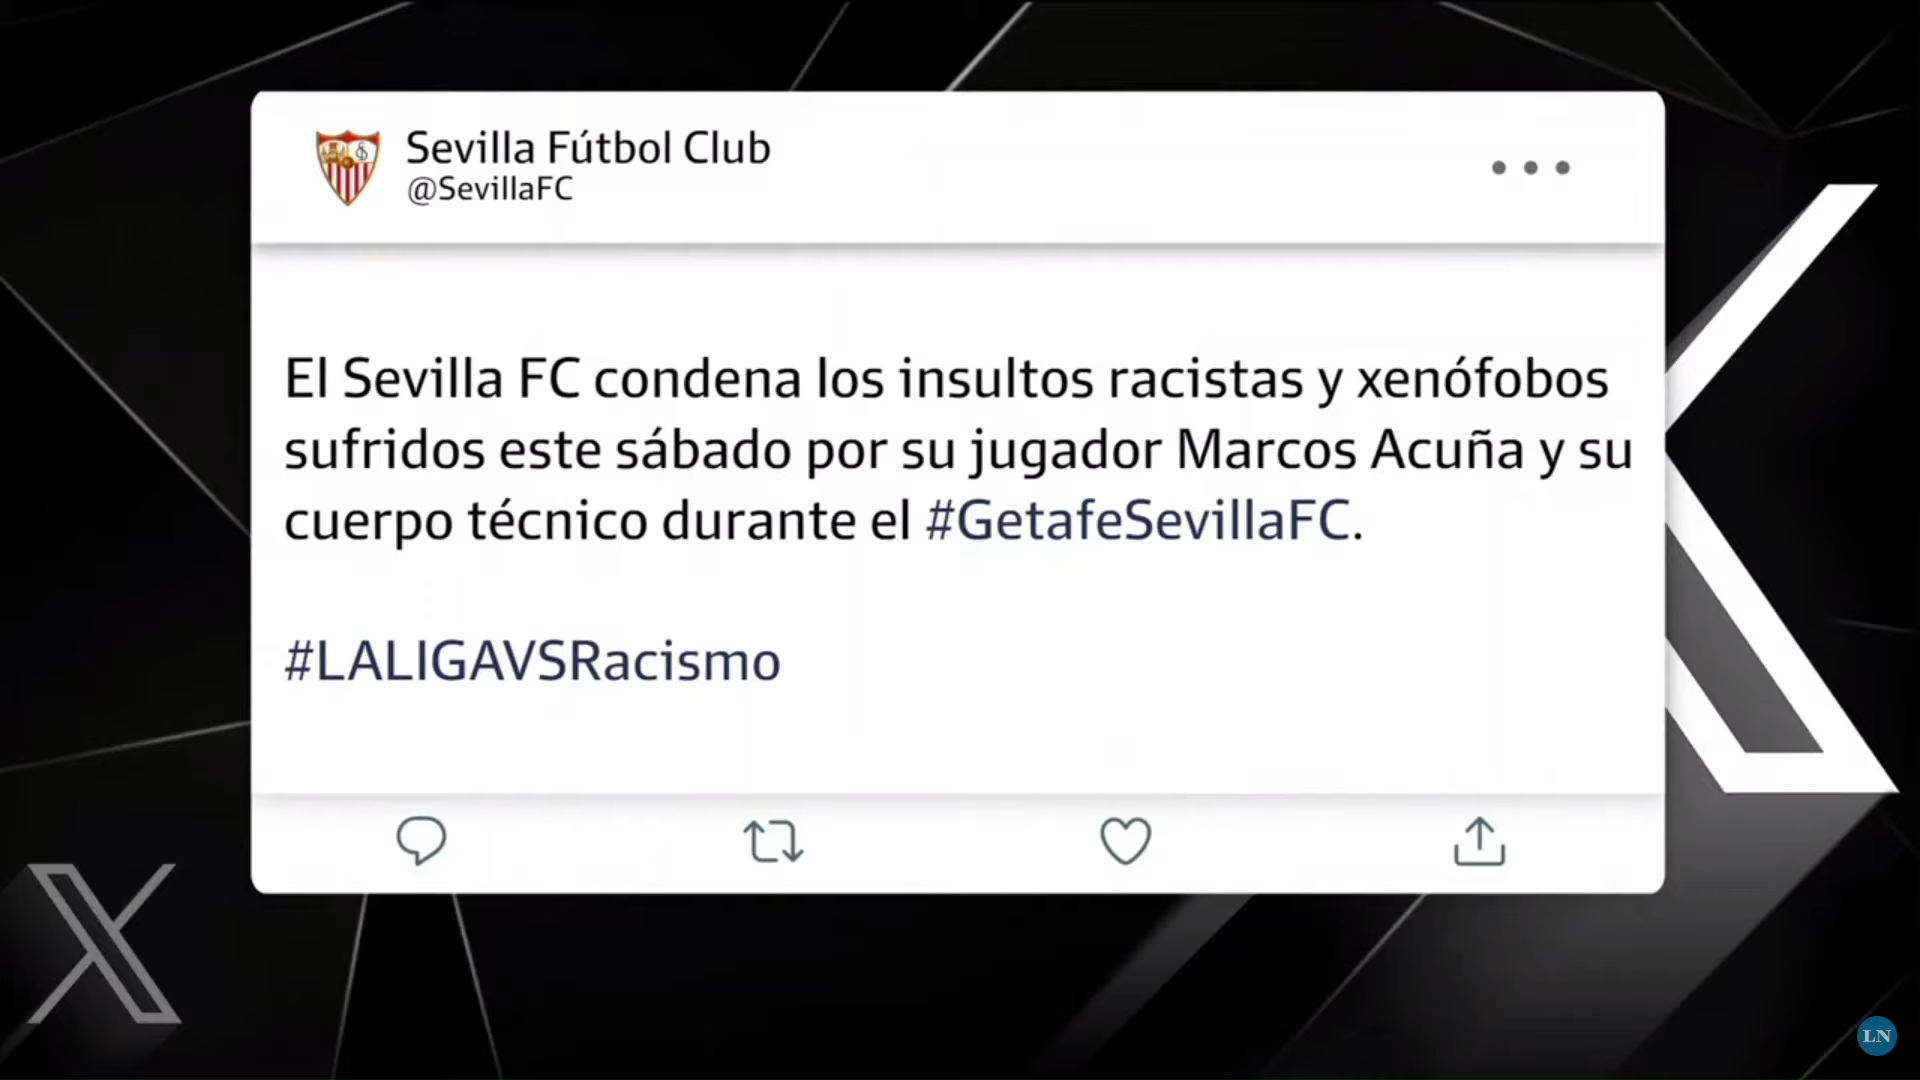 Sevilla Fútbol Club
@SevillaFC
El Sevilla FC condena los insultos racistas y xenófobos
sufridos este sábado por su jugador Marcos Acuña y su
cuerpo técnico durante el #GetafeSevillaFC.
#LALIGAVSRacismo
LN